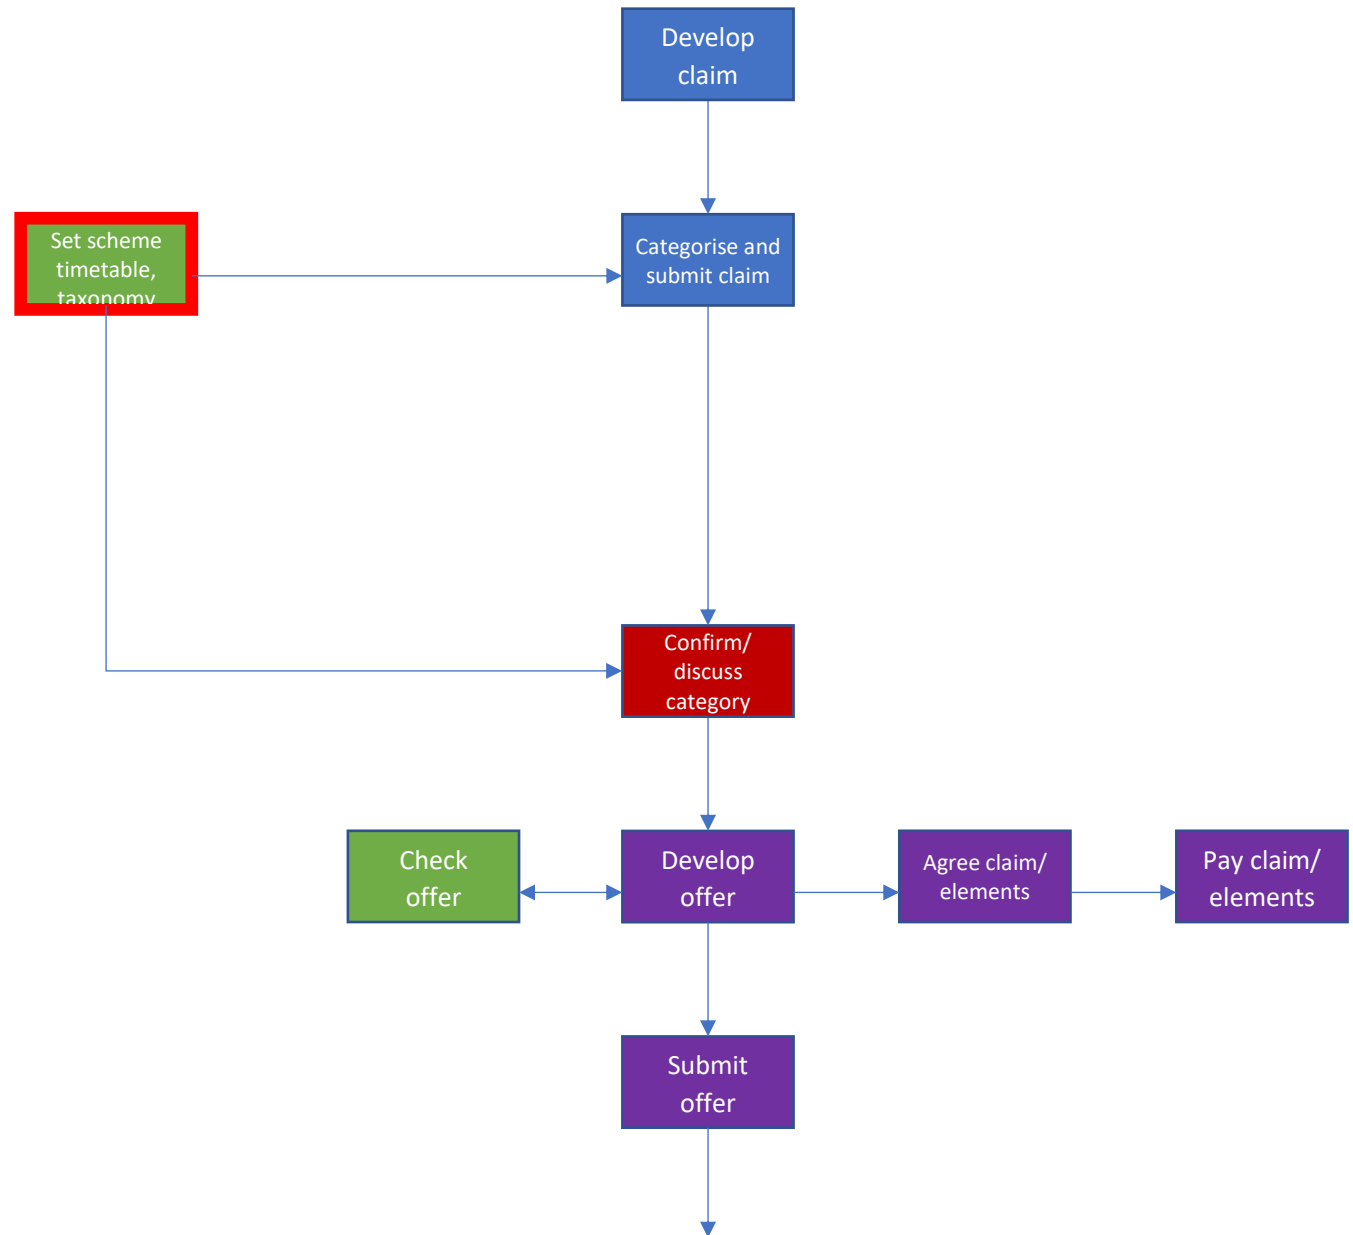 Develop
claim
Set scheme
timetable,
taxonomy
Categorise and
submit claim
Confirm/
discuss
category
Check
offer
Develop
offer
Agree claim/
elements
Pay claim/
elements
Submit
offer